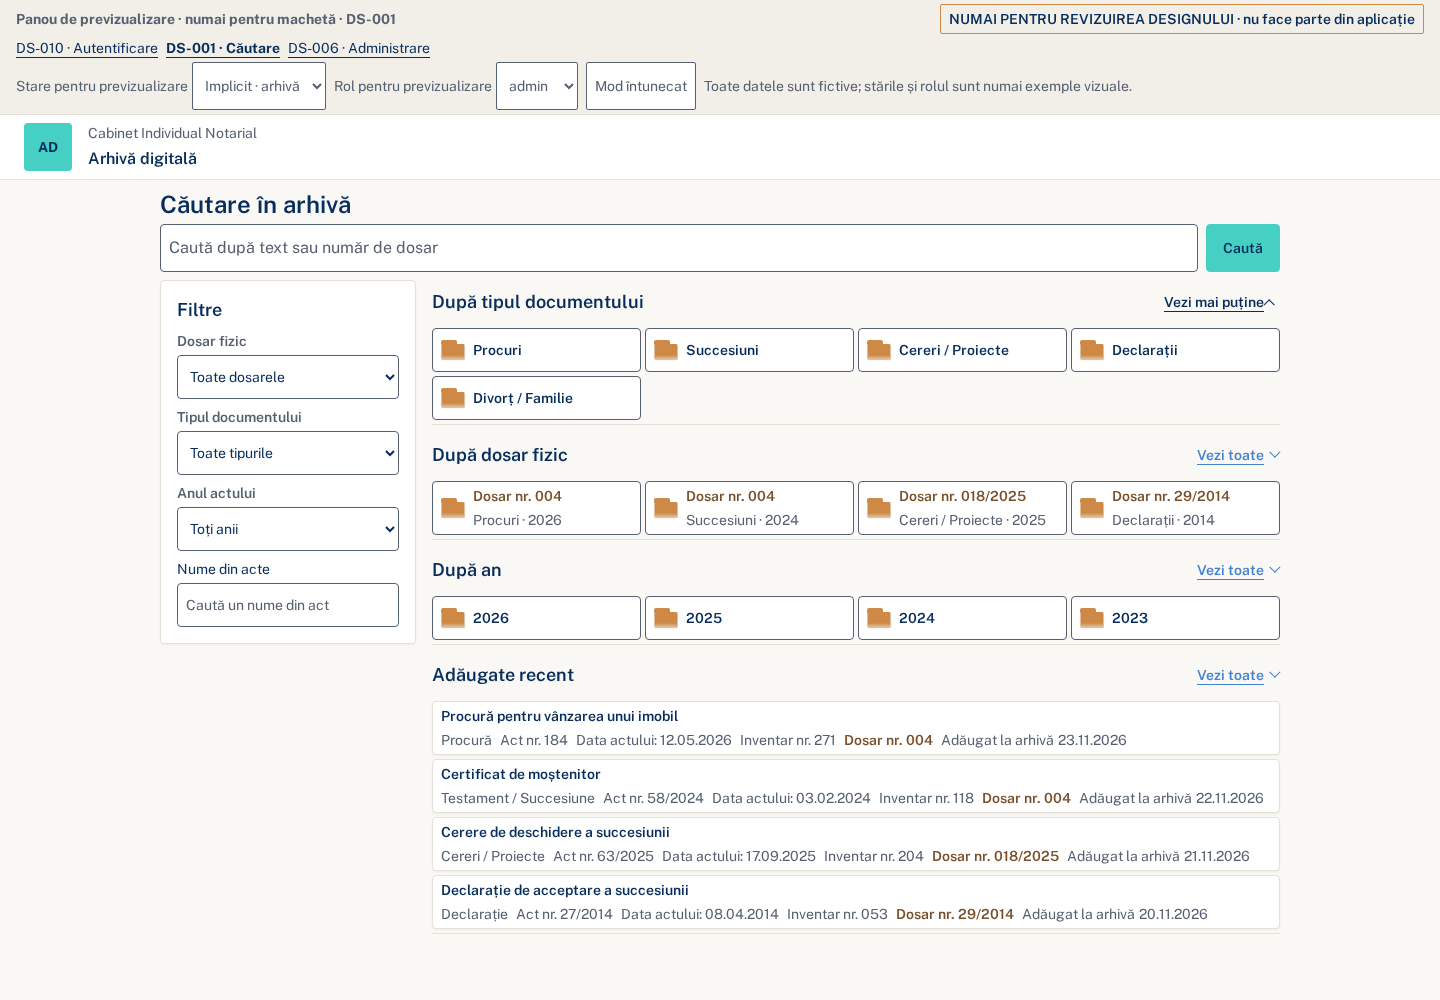 Panou de previzualizare · numai pentru machetă · DS-001
NUMAI PENTRU REVIZUIREA DESIGNULUI · nu face parte din aplicație
DS-010 · Autentificare DS-001 · Căutare DS-006 · Administrare
Stare pentru previzualizare Implicit · arhivă Rol pentru previzualizare admin Mod întunecat Toate datele sunt fictive; stările și rolul sunt numai exemple vizuale.
AD
Cabinet Individual Notarial
Arhivă digitală
Căutare în arhivă
Caută după text sau număr de dosar
Caută
Filtre
Dosar fizic
Toate dosarele
Tipul documentului
Toate tipurile
Anul actului
Toți anii
Nume din acte
Caută un nume din act
După tipul documentului
Vezi mai puține
Procuri
Succesiuni
Cereri / Proiecte
Declarații
Divorț / Familie
După dosar fizic
Vezi toate
Dosar nr. 004
Procuri · 2026
Dosar nr. 004
Succesiuni · 2024
Dosar nr. 018/2025
Cereri / Proiecte · 2025
Dosar nr. 29/2014
Declarații · 2014
După an
Vezi toate
2026
2025
2024
2023
Adăugate recent
Vezi toate
Procură pentru vânzarea unui imobil
Procură Act nr. 184 Data actului: 12.05.2026 Inventar nr. 271 Dosar nr. 004 Adăugat la arhivă 23.11.2026
Certificat de moștenitor
Testament / Succesiune Act nr. 58/2024 Data actului: 03.02.2024 Inventar nr. 118 Dosar nr. 004 Adăugat la arhivă 22.11.2026
Cerere de deschidere a succesiunii
Cereri / Proiecte Act nr. 63/2025 Data actului: 17.09.2025 Inventar nr. 204 Dosar nr. 018/2025 Adăugat la arhivă 21.11.2026
Declarație de acceptare a succesiunii
Declarație Act nr. 27/2014 Data actului: 08.04.2014 Inventar nr. 053 Dosar nr. 29/2014 Adăugat la arhivă 20.11.2026